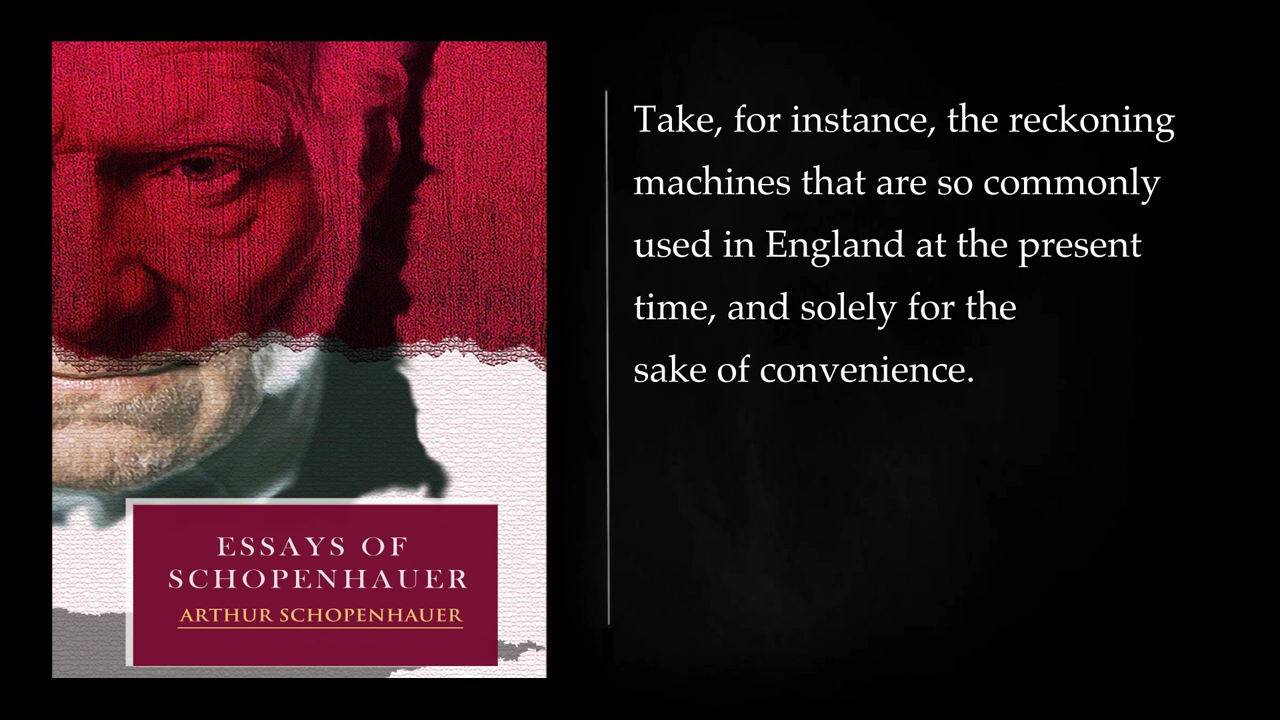 ESSAYS OF
SCHOPENHAUER
ARTHUR SCHOPENHAUER
Take, for instance, the reckoning
machines that are so commonly
used in England at the present
time, and solely for the
sake of convenience.